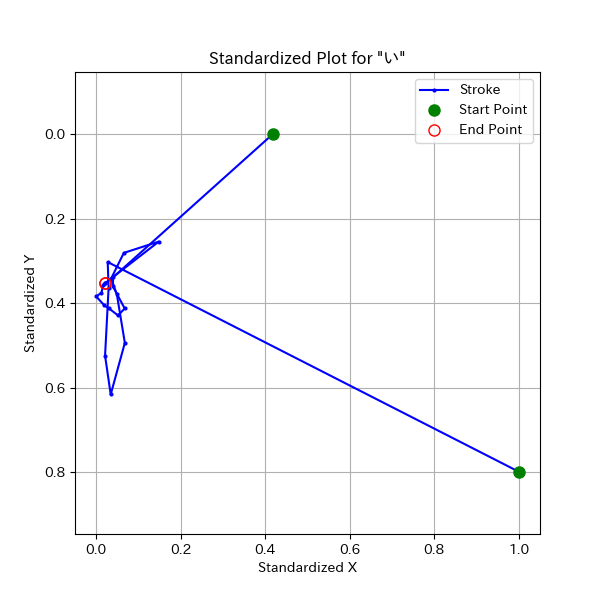 Standardized Plot for "い"
Stroke
Start Point
End Point
Standardized Y
0.0
0.2
0.4
0.6
0.8
0.0 0.2 0.4 0.6 0.8 1.0
Standardized X